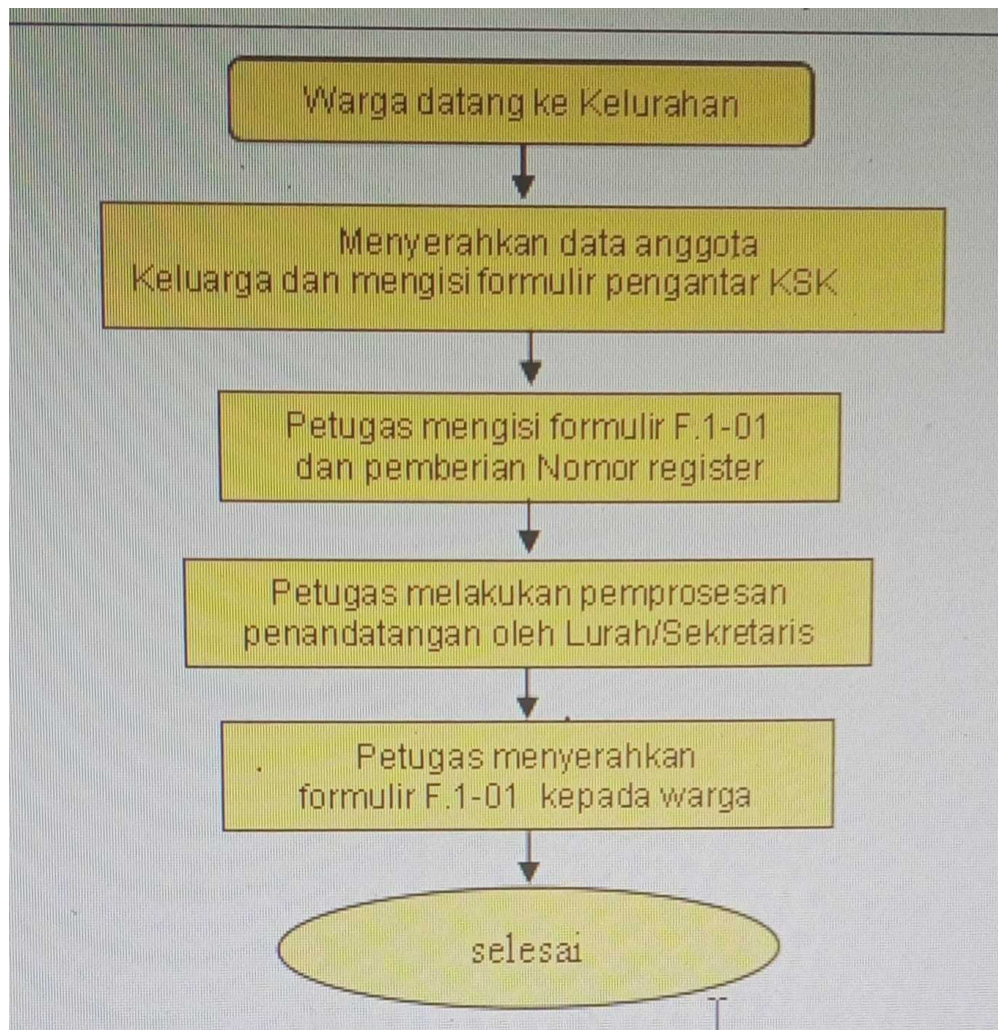 Warga datang ke Kelurahan
Menyerahkan data anggota
Keluarga dan mengisi formulir pengantar KSK
Petugas mengisi formulir F.1-01
dan pemberian Nomor register
Petugas melakukan pemprosesan
penandatangan oleh Lurah/Sekretaris
Petugas menyerahkan
formulir F.1-01 kepada warga
selesai